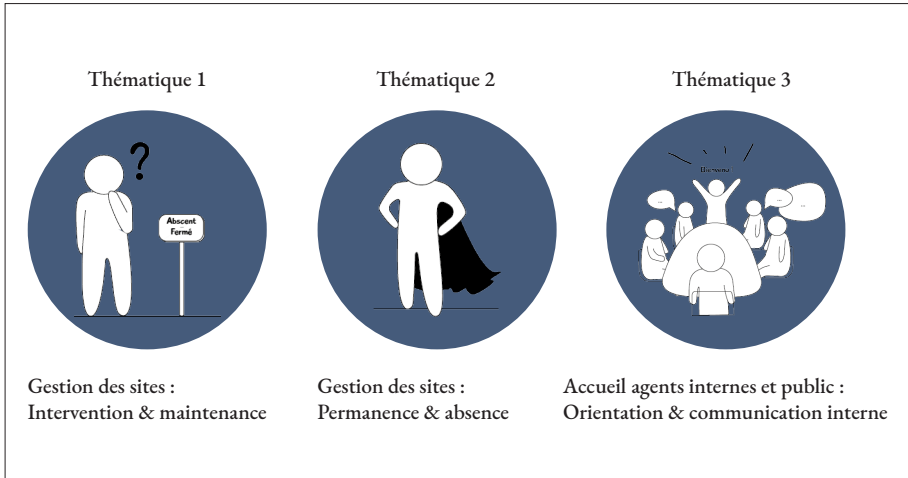 Thématique 1
Thématique 2
Thématique 3
?
Abscent
Fermé
...
...
Gestion des sites :
Intervention & maintenance
Gestion des sites :
Permanence & absence
Accueil agents internes et public :
Orientation & communication interne